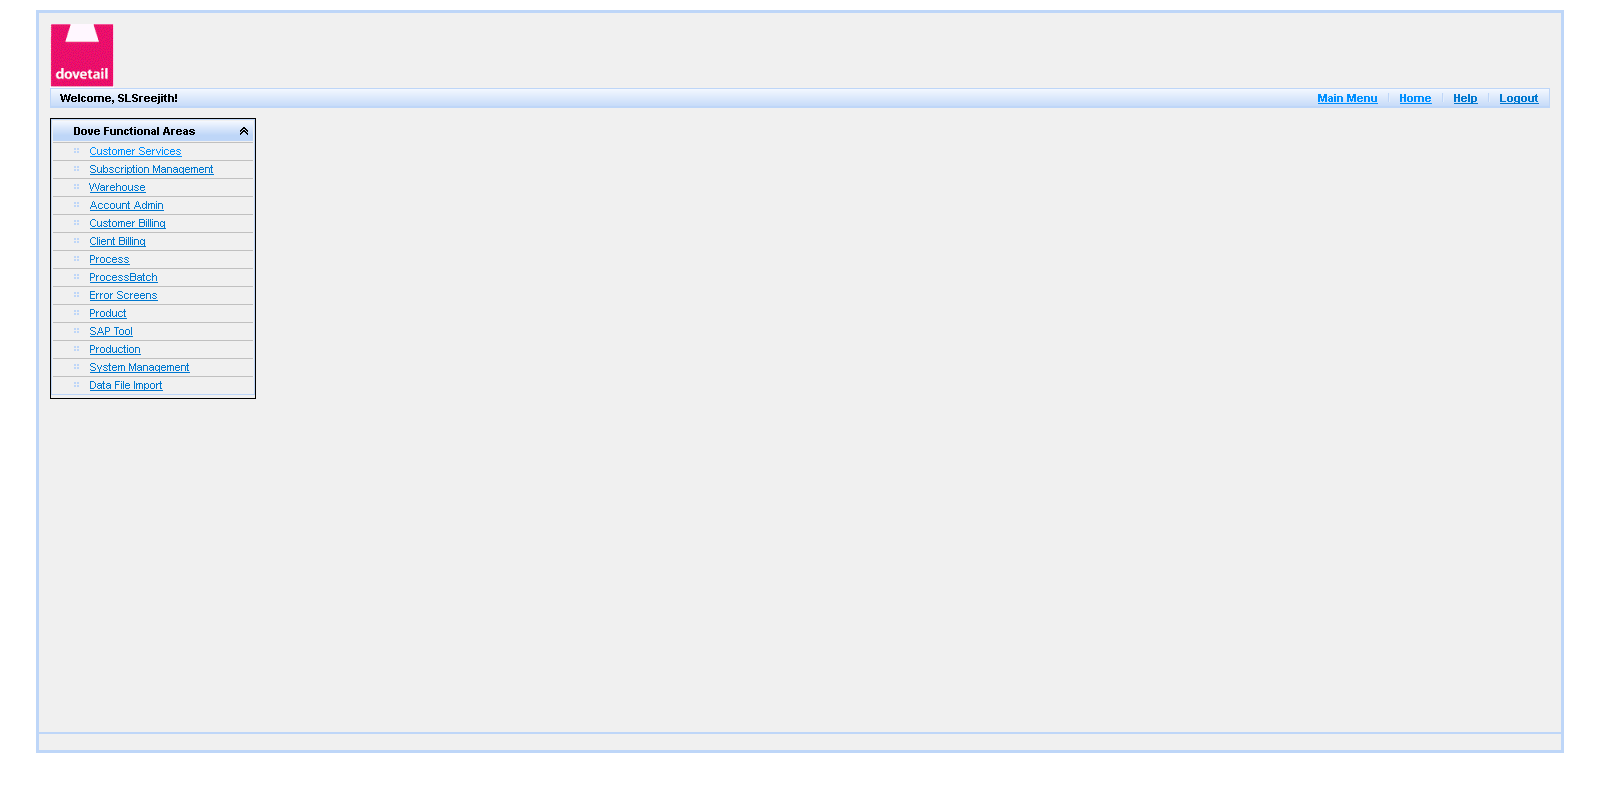 dovetail
Welcome, SLSreejith!
Main Menu Home Help Logout
Dove Functional Areas
Customer Services
Subscription Management
Warehouse
Account Admin
Customer Billing
Client Billing
Process
ProcessBatch
Error Screens
Product
SAP Tool
Production
System Management
Data File Import